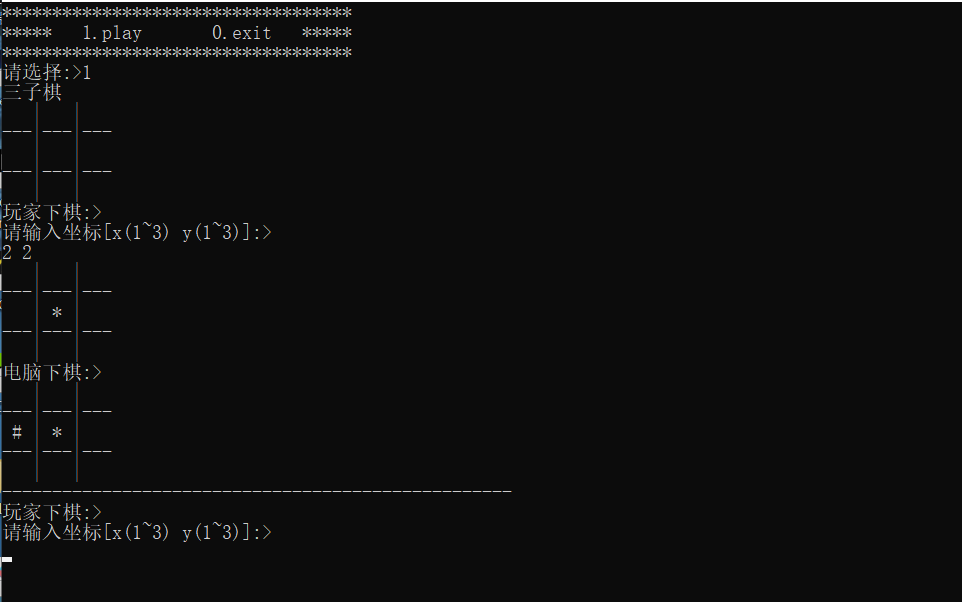 ***********************************
*****   1.play       0.exit   *****
***********************************
请选择:>1
三子棋
   |   |
---|---|---
   |   |
---|---|---
   |   |
玩家下棋:>
请输入坐标[x(1~3) y(1~3)]:>
2 2
   |   |
---|---|---
   | * |
---|---|---
   |   |
电脑下棋:>
   |   |
---|---|---
 # | * |
---|---|---
   |   |
---------------------------------------------------
玩家下棋:>
请输入坐标[x(1~3) y(1~3)]:>